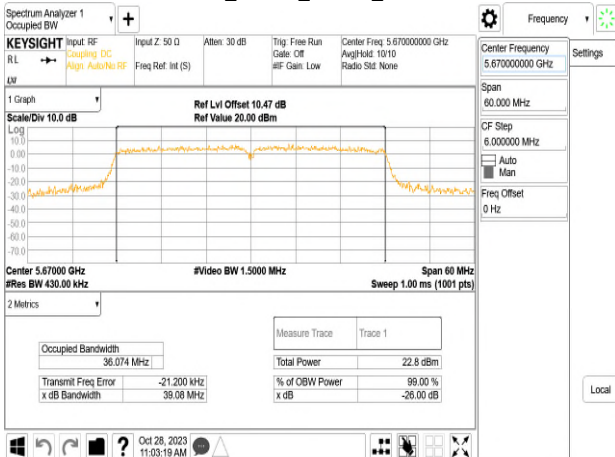 Spectrum Analyzer 1
Occupied BW
+
Frequency
KEYSIGHT
RL
Input: RF
Coupling: DC
Align: Auto/No RF
Input Z: 50 Ω
Freq Ref: Int (S)
Atten: 30 dB
Trig: Free Run
Gate: Off
#IF Gain: Low
Center Freq: 5.670000000 GHz
Avg|Hold: 10/10
Radio Std: None
Center Frequency
5.670000000 GHz
Settings
Span
60.000 MHz
CF Step
6.000000 MHz
Auto
Man
Freq Offset
0 Hz
Local
1 Graph
Scale/Div 10.0 dB
Ref Lvl Offset 10.47 dB
Ref Value 20.00 dBm
Log
10.0
0.00
-10.0
-20.0
-30.0
-40.0
-50.0
-60.0
-70.0
Center 5.67000 GHz
#Res BW 430.00 kHz
#Video BW 1.5000 MHz
Span 60 MHz
Sweep 1.00 ms (1001 pts)
2 Metrics
Occupied Bandwidth
36.074 MHz
Transmit Freq Error -21.200 kHz
x dB Bandwidth 39.08 MHz
Measure Trace Trace 1
Total Power 22.8 dBm
% of OBW Power 99.00 %
x dB -26.00 dB
?
Oct 28, 2023
11:03:19 AM